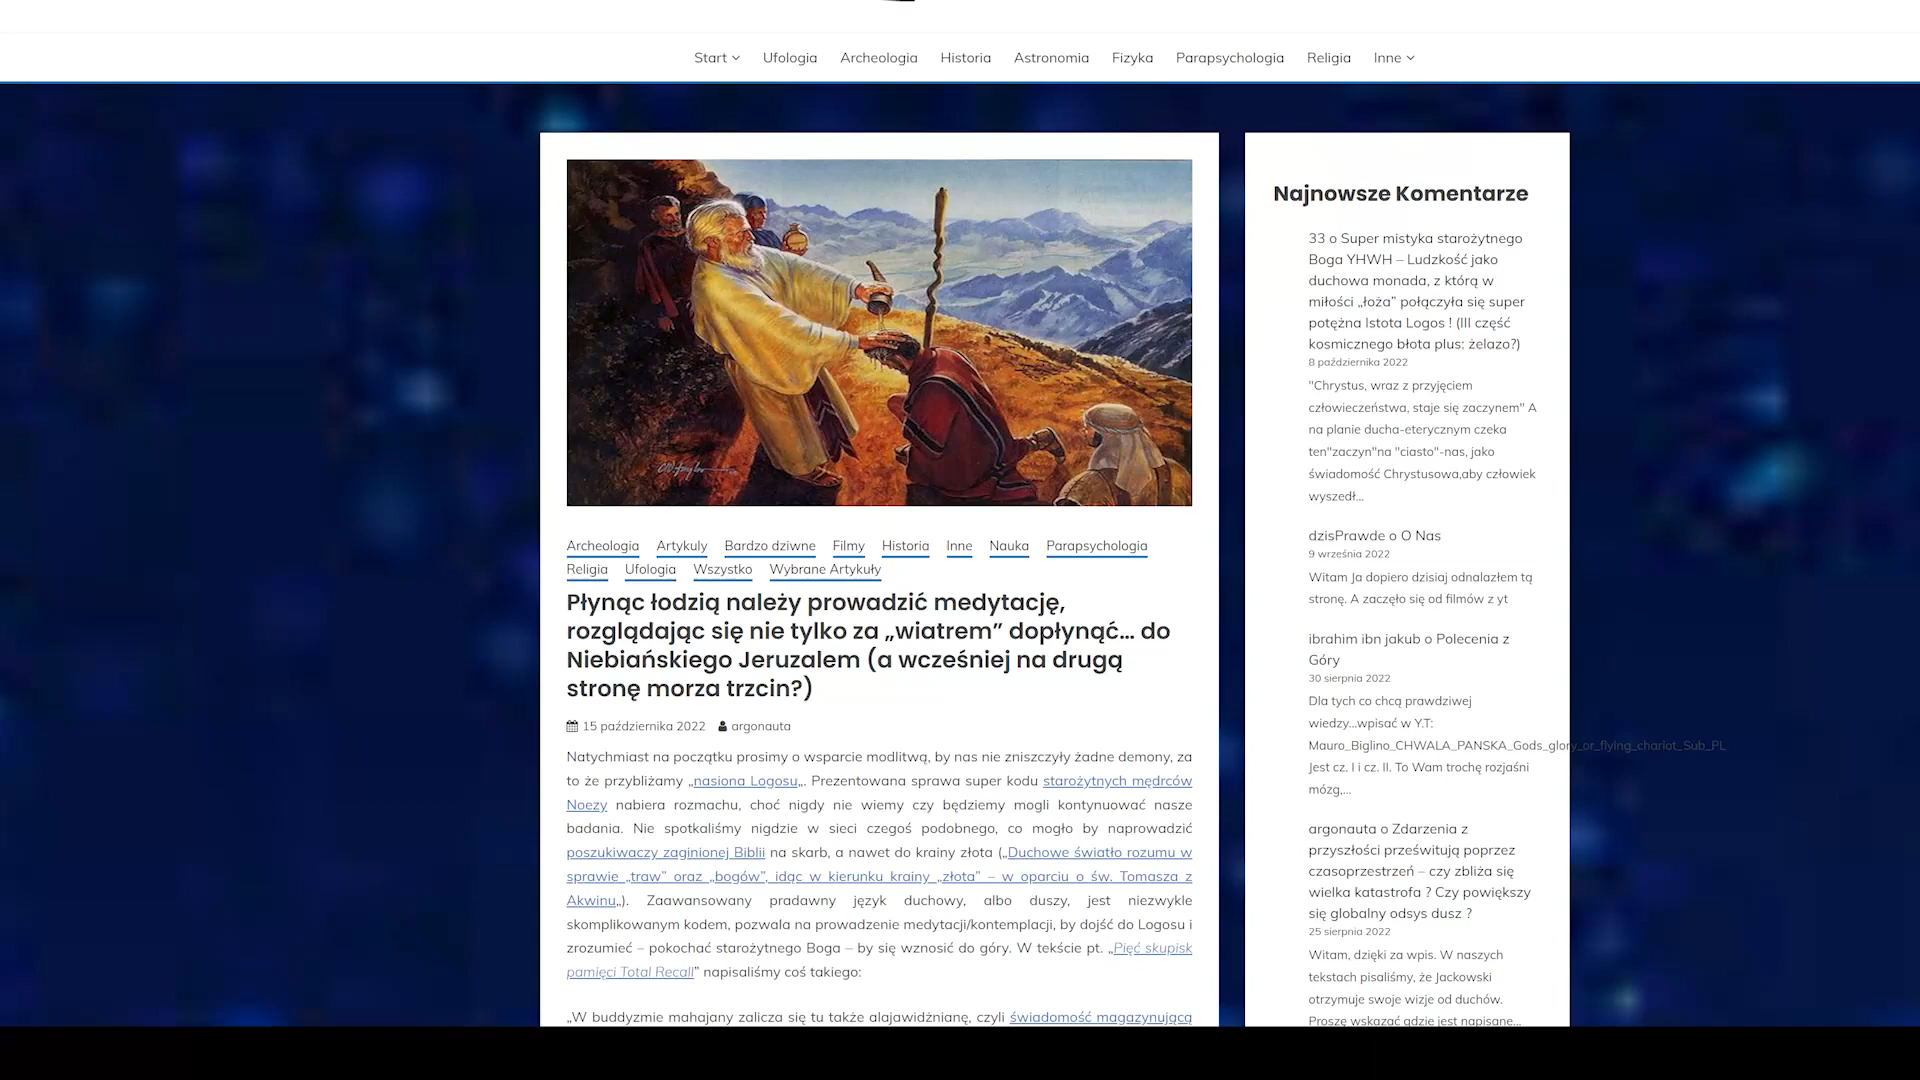 Start Ufologia Archeologia Historia Astronomia Fizyka Parapsychologia Religia Inne
Archeologia Artykuly Bardzo dziwne Filmy Historia Inne Nauka Parapsychologia
Religia Ufologia Wszystko Wybrane Artykuły
Płynąc łodzią należy prowadzić medytację,
rozglądając się nie tylko za „wiatrem” dopłynąć... do
Niebiańskiego Jeruzalem (a wcześniej na drugą
stronę morza trzcin?)
15 października 2022 argonauta
Natychmiast na początku prosimy o wsparcie modlitwą, by nas nie zniszczyły żadne demony, za
to że przybliżamy „nasiona Logosu„. Prezentowana sprawa super kodu starożytnych mędrców
Noezy nabiera rozmachu, choć nigdy nie wiemy czy będziemy mogli kontynuować nasze
badania. Nie spotkaliśmy nigdzie w sieci czegoś podobnego, co mogło by naprowadzić
poszukiwaczy zaginionej Biblii na skarb, a nawet do krainy złota („Duchowe światło rozumu w
sprawie „traw” oraz „bogów”, idąc w kierunku krainy „złota” – w oparciu o św. Tomasza z
Akwinu„). Zaawansowany pradawny język duchowy, albo duszy, jest niezwykle
skomplikowanym kodem, pozwala na prowadzenie medytacji/kontemplacji, by dojść do Logosu i
zrozumieć – pokochać starożytnego Boga – by się wznosić do góry. W tekście pt. „Pięć skupisk
pamięci Total Recall” napisaliśmy coś takiego:
„W buddyzmie mahajany zalicza się tu także alajawidżnianę, czyli świadomość magazynującą
Najnowsze Komentarze
33 o Super mistyka starożytnego
Boga YHWH – Ludzkość jako
duchowa monada, z którą w
miłości „łoża” połączyła się super
potężna Istota Logos ! (III część
kosmicznego błota plus: żelazo?)
8 października 2022
"Chrystus, wraz z przyjęciem
człowieczeństwa, staje się zaczynem" A
na planie ducha-eterycznym czeka
ten"zaczyn"na "ciasto"-nas, jako
świadomość Chrystusowa,aby człowiek
wyszedł...
dzisPrawde o O Nas
9 września 2022
Witam Ja dopiero dzisiaj odnalazłem tą
stronę. A zaczęło się od filmów z yt
ibrahim ibn jakub o Polecenia z
Góry
30 sierpnia 2022
Dla tych co chcą prawdziwej
wiedzy...wpisać w Y.T:
Mauro_Biglino_CHWALA_PANSKA_Gods_glory_or_flying_chariot_Sub_PL
Jest cz. I i cz. II. To Wam trochę rozjaśni
mózg,...
argonauta o Zdarzenia z
przyszłości prześwitują poprzez
czasoprzestrzeń – czy zbliża się
wielka katastrofa ? Czy powiększy
się globalny odsys dusz ?
25 sierpnia 2022
Witam, dzięki za wpis. W naszych
tekstach pisaliśmy, że Jackowski
otrzymuje swoje wizje od duchów.
Proszę wskazać gdzie jest napisane...